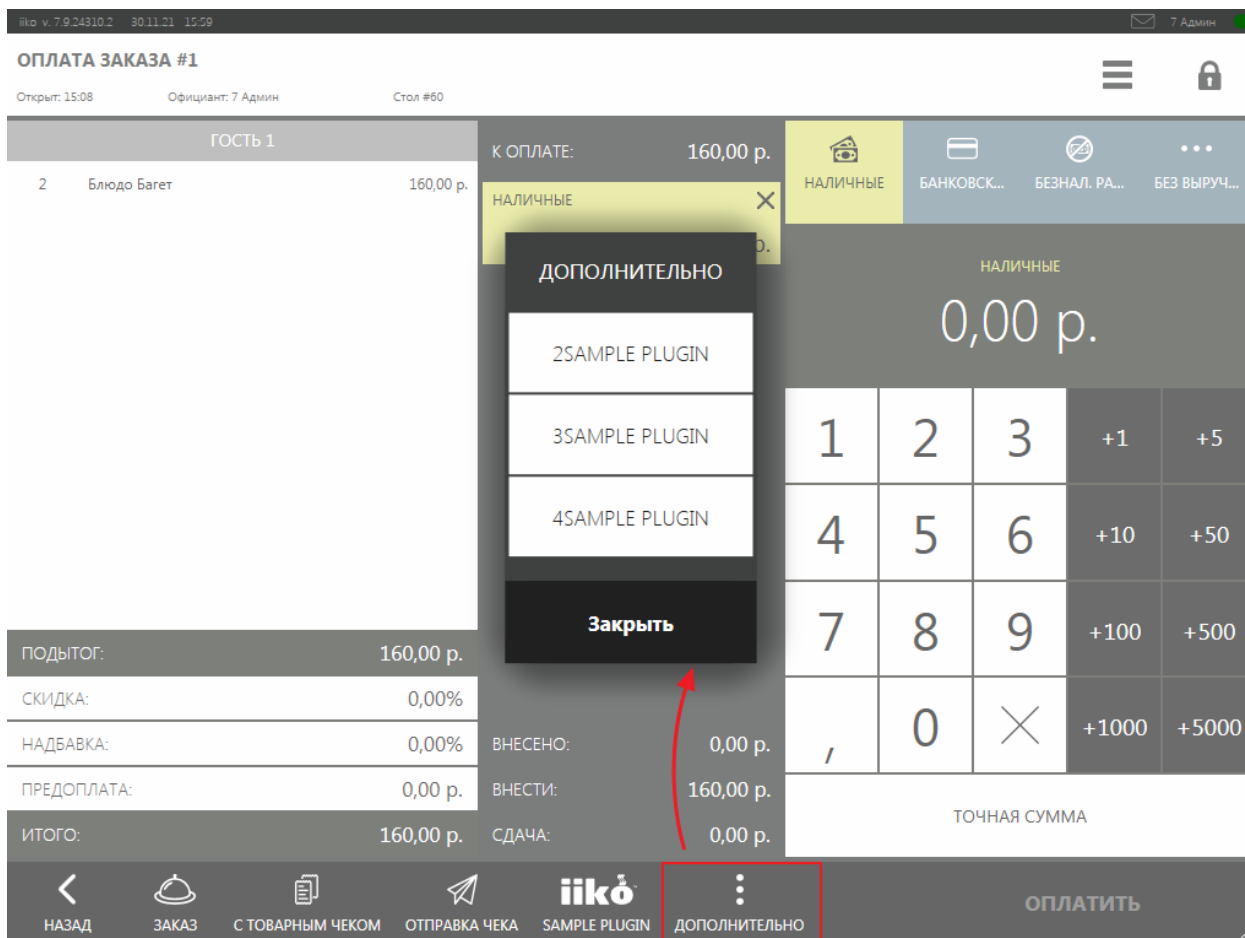 iiko v. 7.9.24310.2 30.11.21 15:59 7 Админ
ОПЛАТА ЗАКАЗА #1
Открыт: 15:08 Официант: 7 Админ Стол #60
ГОСТЬ 1
2 Блюдо Багет 160,00 р.
ПОДЫТОГ: 160,00 р.
СКИДКА: 0,00%
НАДБАВКА: 0,00%
ПРЕДОПЛАТА: 0,00 р.
ИТОГО: 160,00 р.
К ОПЛАТЕ: 160,00 р.
НАЛИЧНЫЕ
р.
ДОПОЛНИТЕЛЬНО
2SAMPLE PLUGIN
3SAMPLE PLUGIN
4SAMPLE PLUGIN
Закрыть
ВНЕСЕНО: 0,00 р.
ВНЕСТИ: 160,00 р.
СДАЧА: 0,00 р.
НАЛИЧНЫЕ БАНКОВСК... БЕЗНАЛ. РА... БЕЗ ВЫРУЧ...
НАЛИЧНЫЕ
0,00 р.
1 2 3 +1 +5
4 5 6 +10 +50
7 8 9 +100 +500
, 0 +1000 +5000
ТОЧНАЯ СУММА
iiko
НАЗАД ЗАКАЗ С ТОВАРНЫМ ЧЕКОМ ОТПРАВКА ЧЕКА SAMPLE PLUGIN ДОПОЛНИТЕЛЬНО ОПЛАТИТЬ